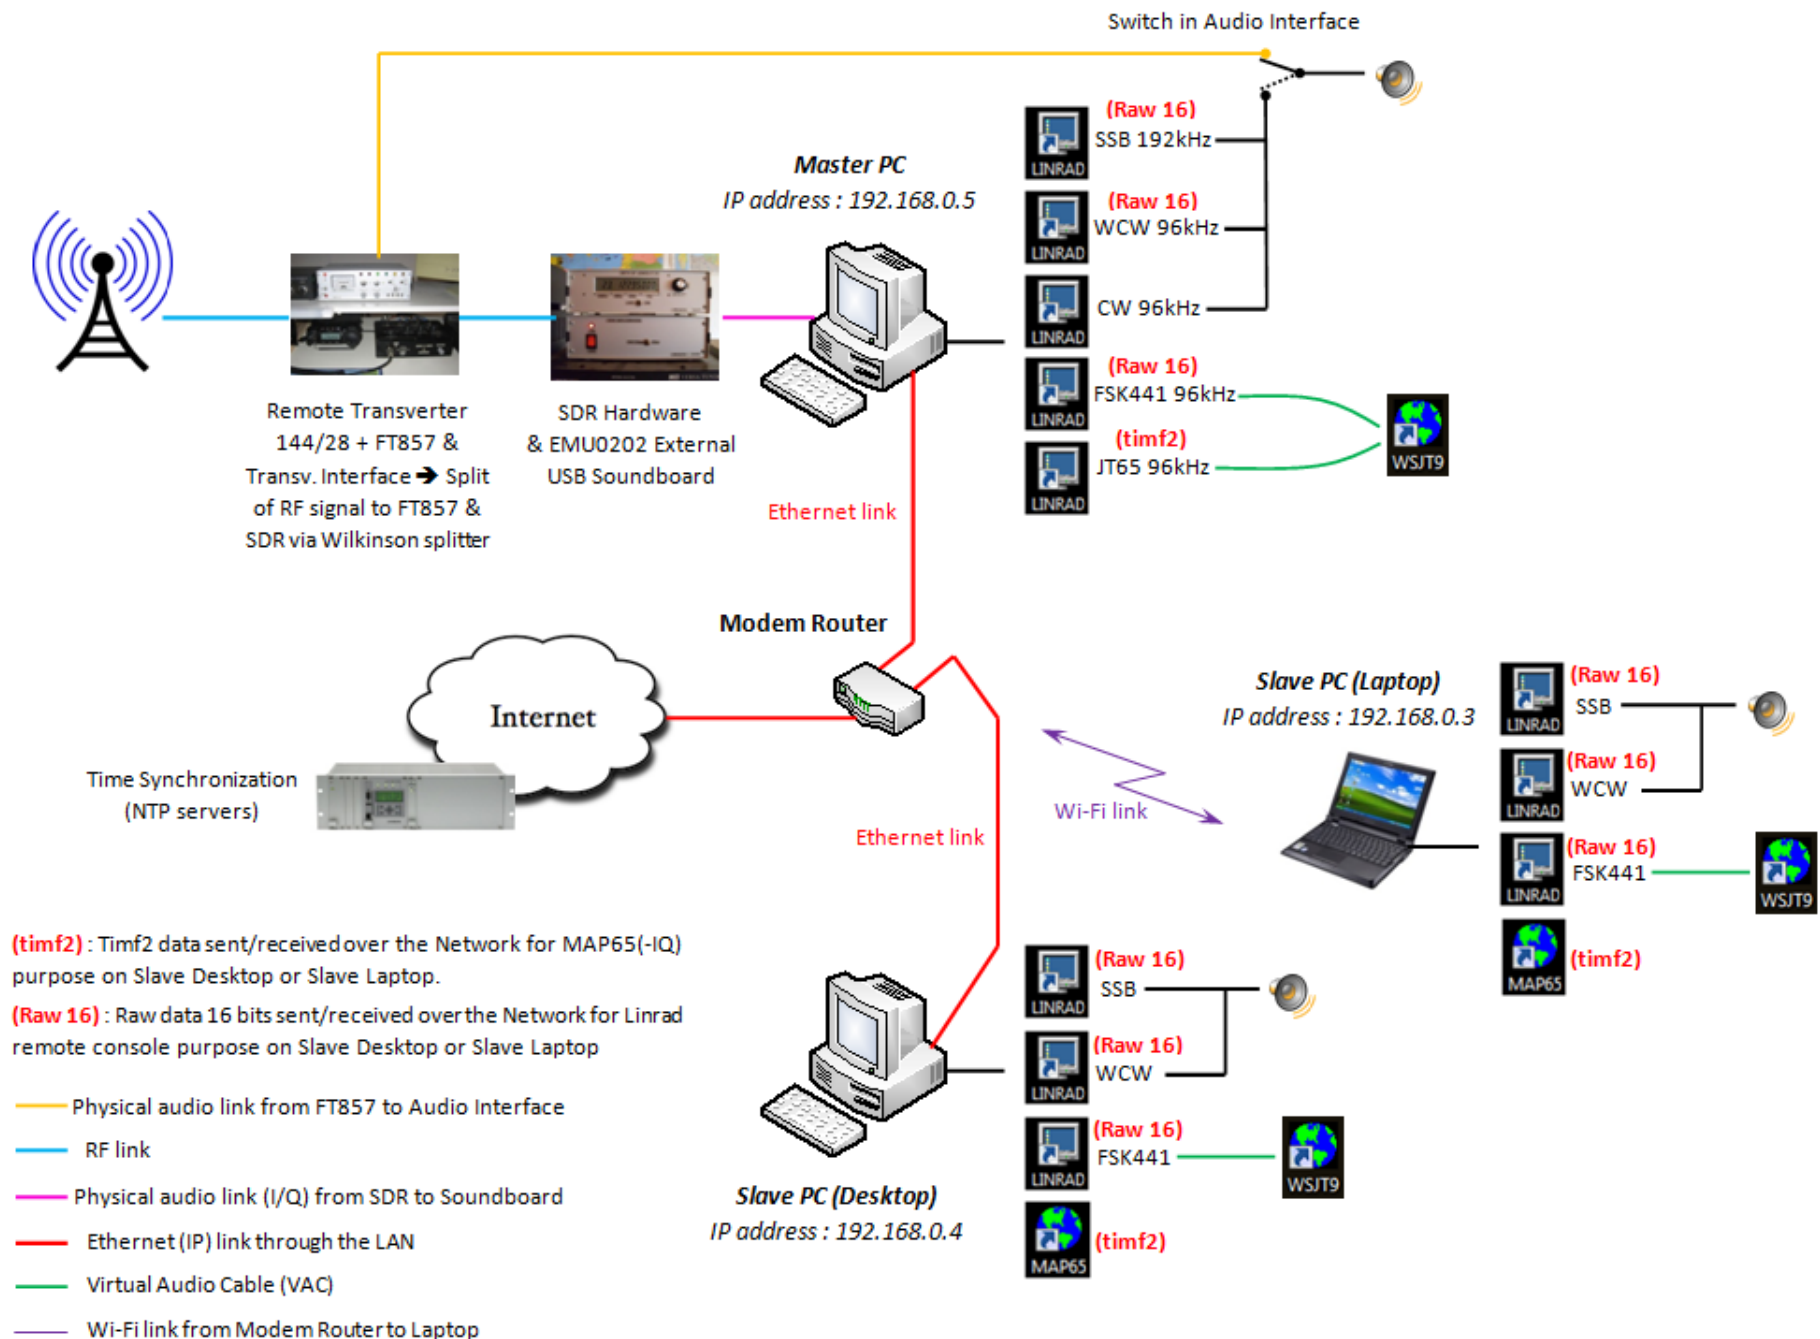 Switch in Audio Interface
(Raw 16)
SSB 192kHz
LINRAD
Master PC
IP address : 192.168.0.5
(Raw 16)
WCW 96kHz
LINRAD
CW 96kHz
LINRAD
(Raw 16)
FSK441 96kHz
LINRAD
(timf2)
JT65 96kHz
LINRAD
WSJT9
Remote Transverter
144/28 + FT857 &
Transv. Interface ➔ Split
of RF signal to FT857 &
SDR via Wilkinson splitter
SDR Hardware
& EMU0202 External
USB Soundboard
Ethernet link
Modem Router
Internet
Time Synchronization
(NTP servers)
Ethernet link
Wi-Fi link
Slave PC (Laptop)
IP address : 192.168.0.3
(Raw 16)
SSB
LINRAD
(Raw 16)
WCW
LINRAD
(Raw 16)
FSK441
LINRAD
WSJT9
(timf2)
MAP65
(Raw 16)
SSB
LINRAD
(Raw 16)
WCW
LINRAD
(Raw 16)
FSK441
LINRAD
WSJT9
(timf2)
MAP65
Slave PC (Desktop)
IP address : 192.168.0.4
(timf2) : Timf2 data sent/received over the Network for MAP65(-IQ)
purpose on Slave Desktop or Slave Laptop.
(Raw 16) : Raw data 16 bits sent/received over the Network for Linrad
remote console purpose on Slave Desktop or Slave Laptop
Physical audio link from FT857 to Audio Interface
RF link
Physical audio link (I/Q) from SDR to Soundboard
Ethernet (IP) link through the LAN
Virtual Audio Cable (VAC)
Wi-Fi link from Modem Router to Laptop